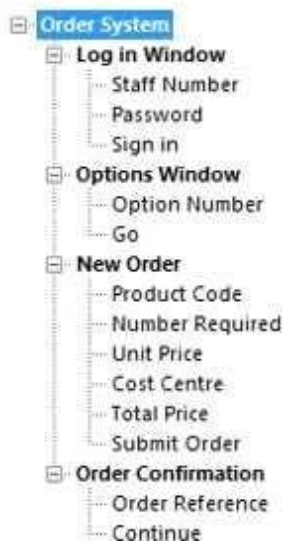 Order System
Log in Window
Staff Number
Password
Sign in
Options Window
Option Number
Go
New Order
Product Code
Number Required
Unit Price
Cost Centre
Total Price
Submit Order
Order Confirmation
Order Reference
Continue